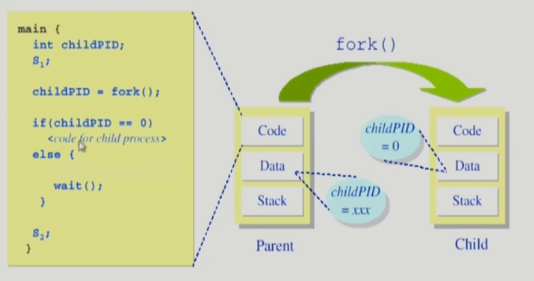 main {
int childPID;
S1;
childPID = fork();
if(childPID == 0)
<code for child process>
else {
wait();
}
S2;
}
fork()
Code
Data
Stack
Parent
childPID
= xxx
childPID
= 0
Code
Data
Stack
Child